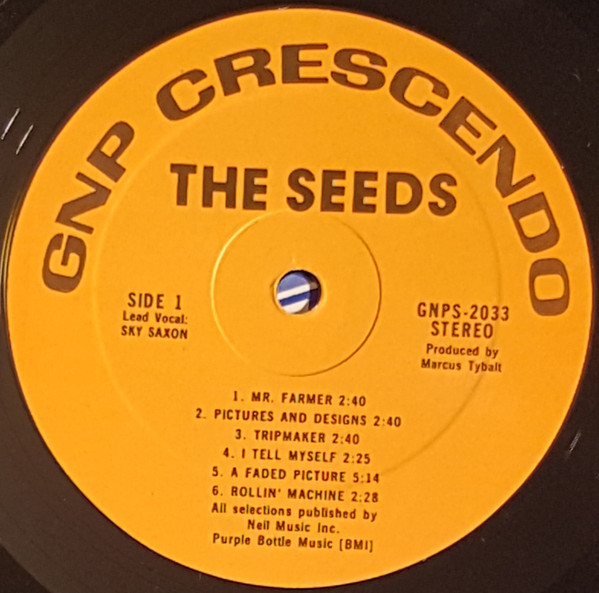 GNP CRESCENDO
THE SEEDS
SIDE 1
Lead Vocal:
SKY SAXON
GNPS-2033
STEREO
Produced by
Marcus Tybalt
1. MR. FARMER 2:40
2. PICTURES AND DESIGNS 2:40
3. TRIPMAKER 2:40
4. I TELL MYSELF 2:25
5. A FADED PICTURE 5:14
6. ROLLIN' MACHINE 2:28
All selections published by
Neil Music Inc.
Purple Bottle Music [BMI]